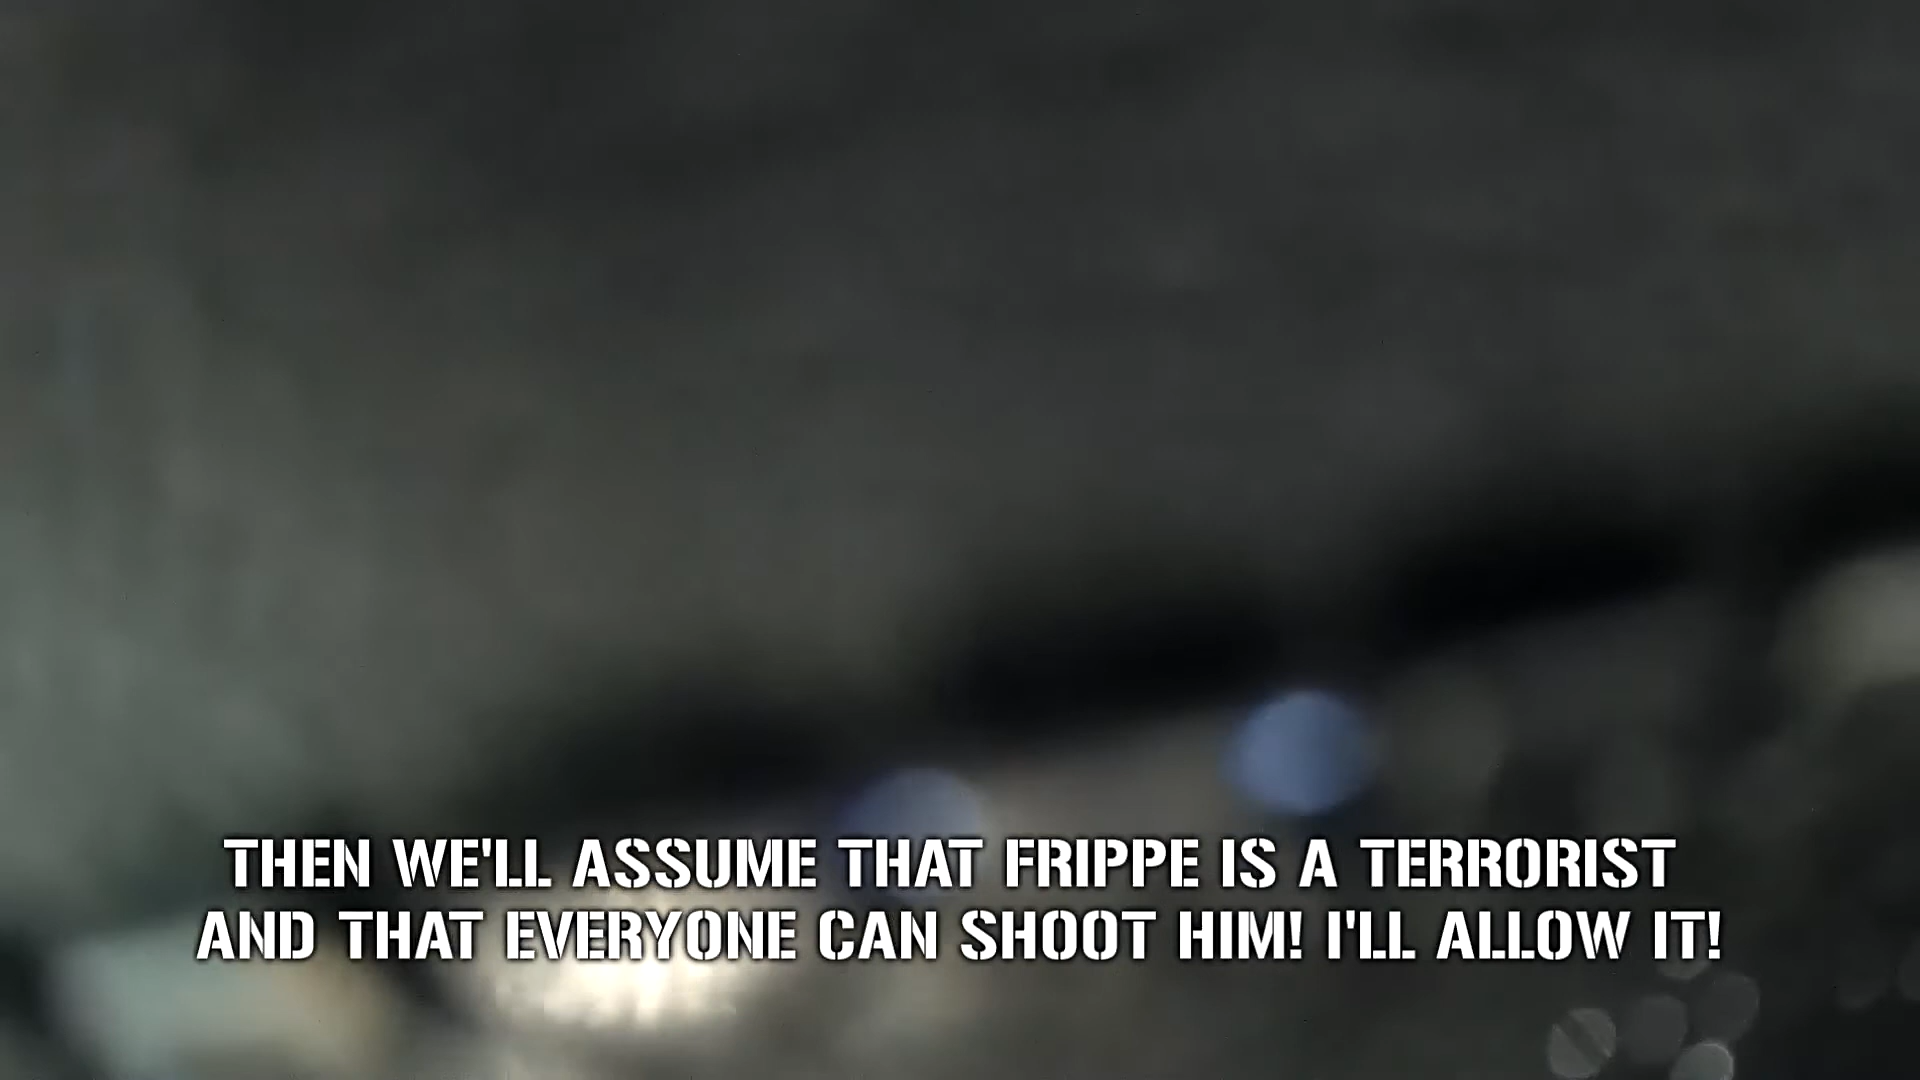 THEN WE'LL ASSUME THAT FRIPPE IS A TERRORIST
AND THAT EVERYONE CAN SHOOT HIM! I'LL ALLOW IT!